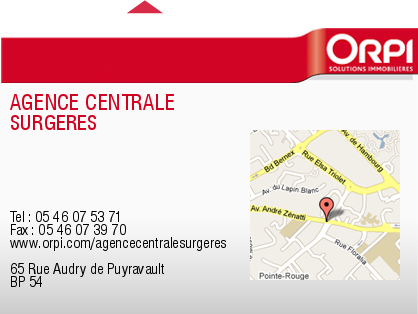 ORPI
SOLUTIONS IMMOBILIERES
AGENCE CENTRALE
SURGERES
Tel : 05 46 07 53 71
Fax : 05 46 07 39 70
www.orpi.com/agencecentralesurgeres
65 Rue Audry de Puyravault
BP 54
Bd Bernex
Rue Elsa Triolet
Av. de Hambourg
Av. du Lapin Blanc
Av. André Zénatti
Rue Floralia
Pointe-Rouge